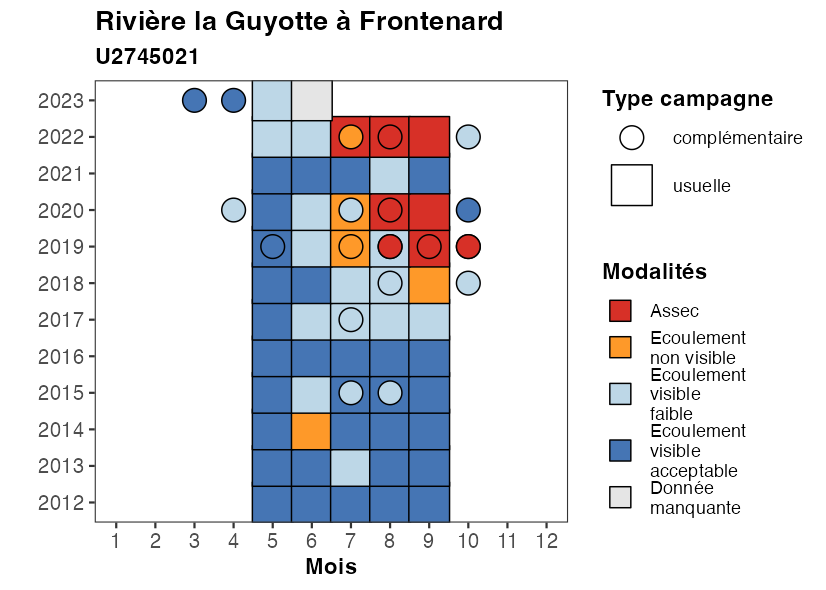 Rivière la Guyotte à Frontenard
U2745021
2023
2022
2021
2020
2019
2018
2017
2016
2015
2014
2013
2012
1 2 3 4 5 6 7 8 9 10 11 12
Mois
Type campagne
complémentaire
usuelle
Modalités
Assec
Ecoulement
non visible
Ecoulement
visible
faible
Ecoulement
visible
acceptable
Donnée
manquante